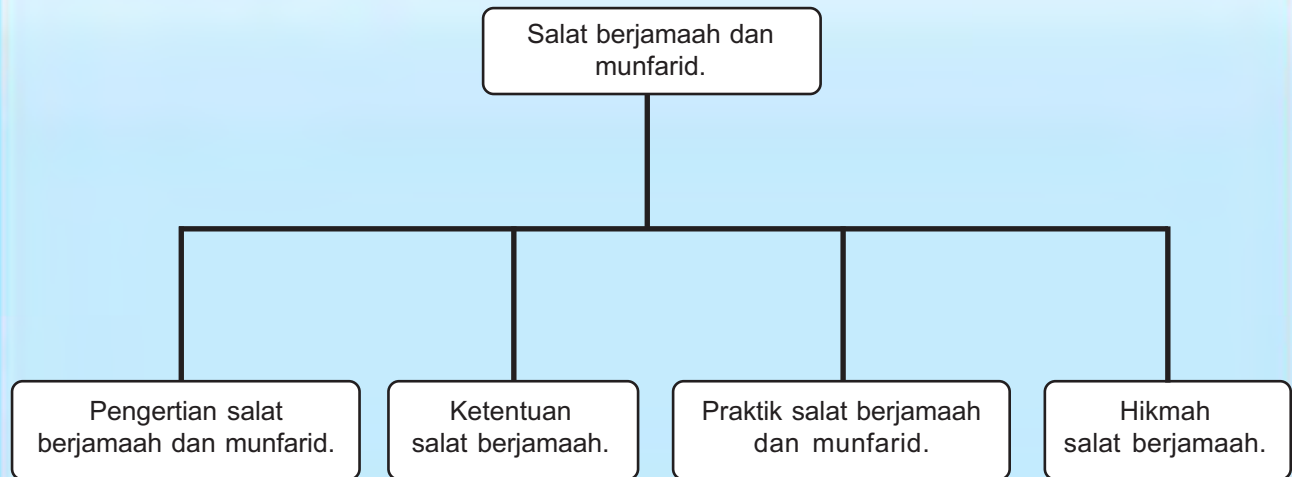 Salat berjamaah dan
munfarid.
Pengertian salat
berjamaah dan munfarid.
Ketentuan
salat berjamaah.
Praktik salat berjamaah
dan munfarid.
Hikmah
salat berjamaah.